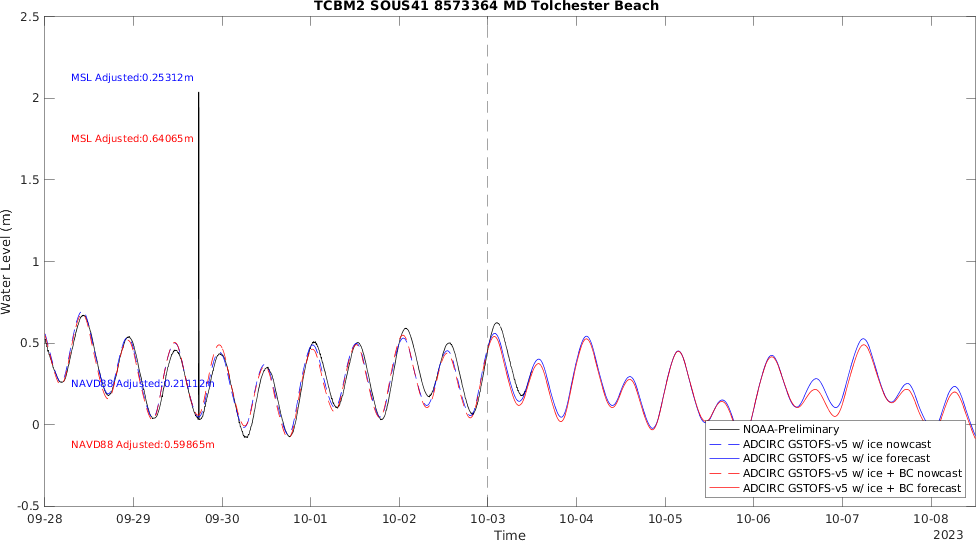 TCBM2 SOUS41 8573364 MD Tolchester Beach
2.5
2
1.5
1
0.5
0
-0.5
Water Level (m)
MSL Adjusted:0.25312m
MSL Adjusted:0.64065m
NAVD88 Adjusted:0.21112m
NAVD88 Adjusted:0.59865m
NOAA-Preliminary
ADCIRC GSTOFS-v5 w/ ice nowcast
ADCIRC GSTOFS-v5 w/ ice forecast
ADCIRC GSTOFS-v5 w/ ice + BC nowcast
ADCIRC GSTOFS-v5 w/ ice + BC forecast
09-28 09-29 09-30 10-01 10-02 10-03 10-04 10-05 10-06 10-07 10-08
Time
2023